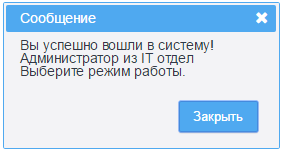 Сообщение
Вы успешно вошли в систему!
Администратор из IT отдел
Выберите режим работы.
Закрыть